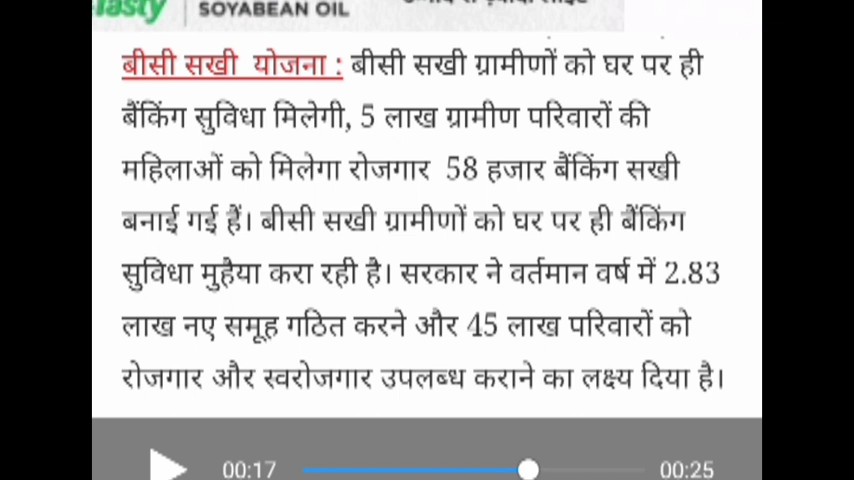 Tasty
SOYABEAN OIL
बीसी सखी योजना : बीसी सखी ग्रामीणों को घर पर ही
बैंकिंग सुविधा मिलेगी, 5 लाख ग्रामीण परिवारों की
महिलाओं को मिलेगा रोजगार 58 हजार बैंकिंग सखी
बनाई गई हैं। बीसी सखी ग्रामीणों को घर पर ही बैंकिंग
सुविधा मुहैया करा रही है। सरकार ने वर्तमान वर्ष में 2.83
लाख नए समूह गठित करने और 45 लाख परिवारों को
रोजगार और स्वरोजगार उपलब्ध कराने का लक्ष्य दिया है।
00:17 00:25